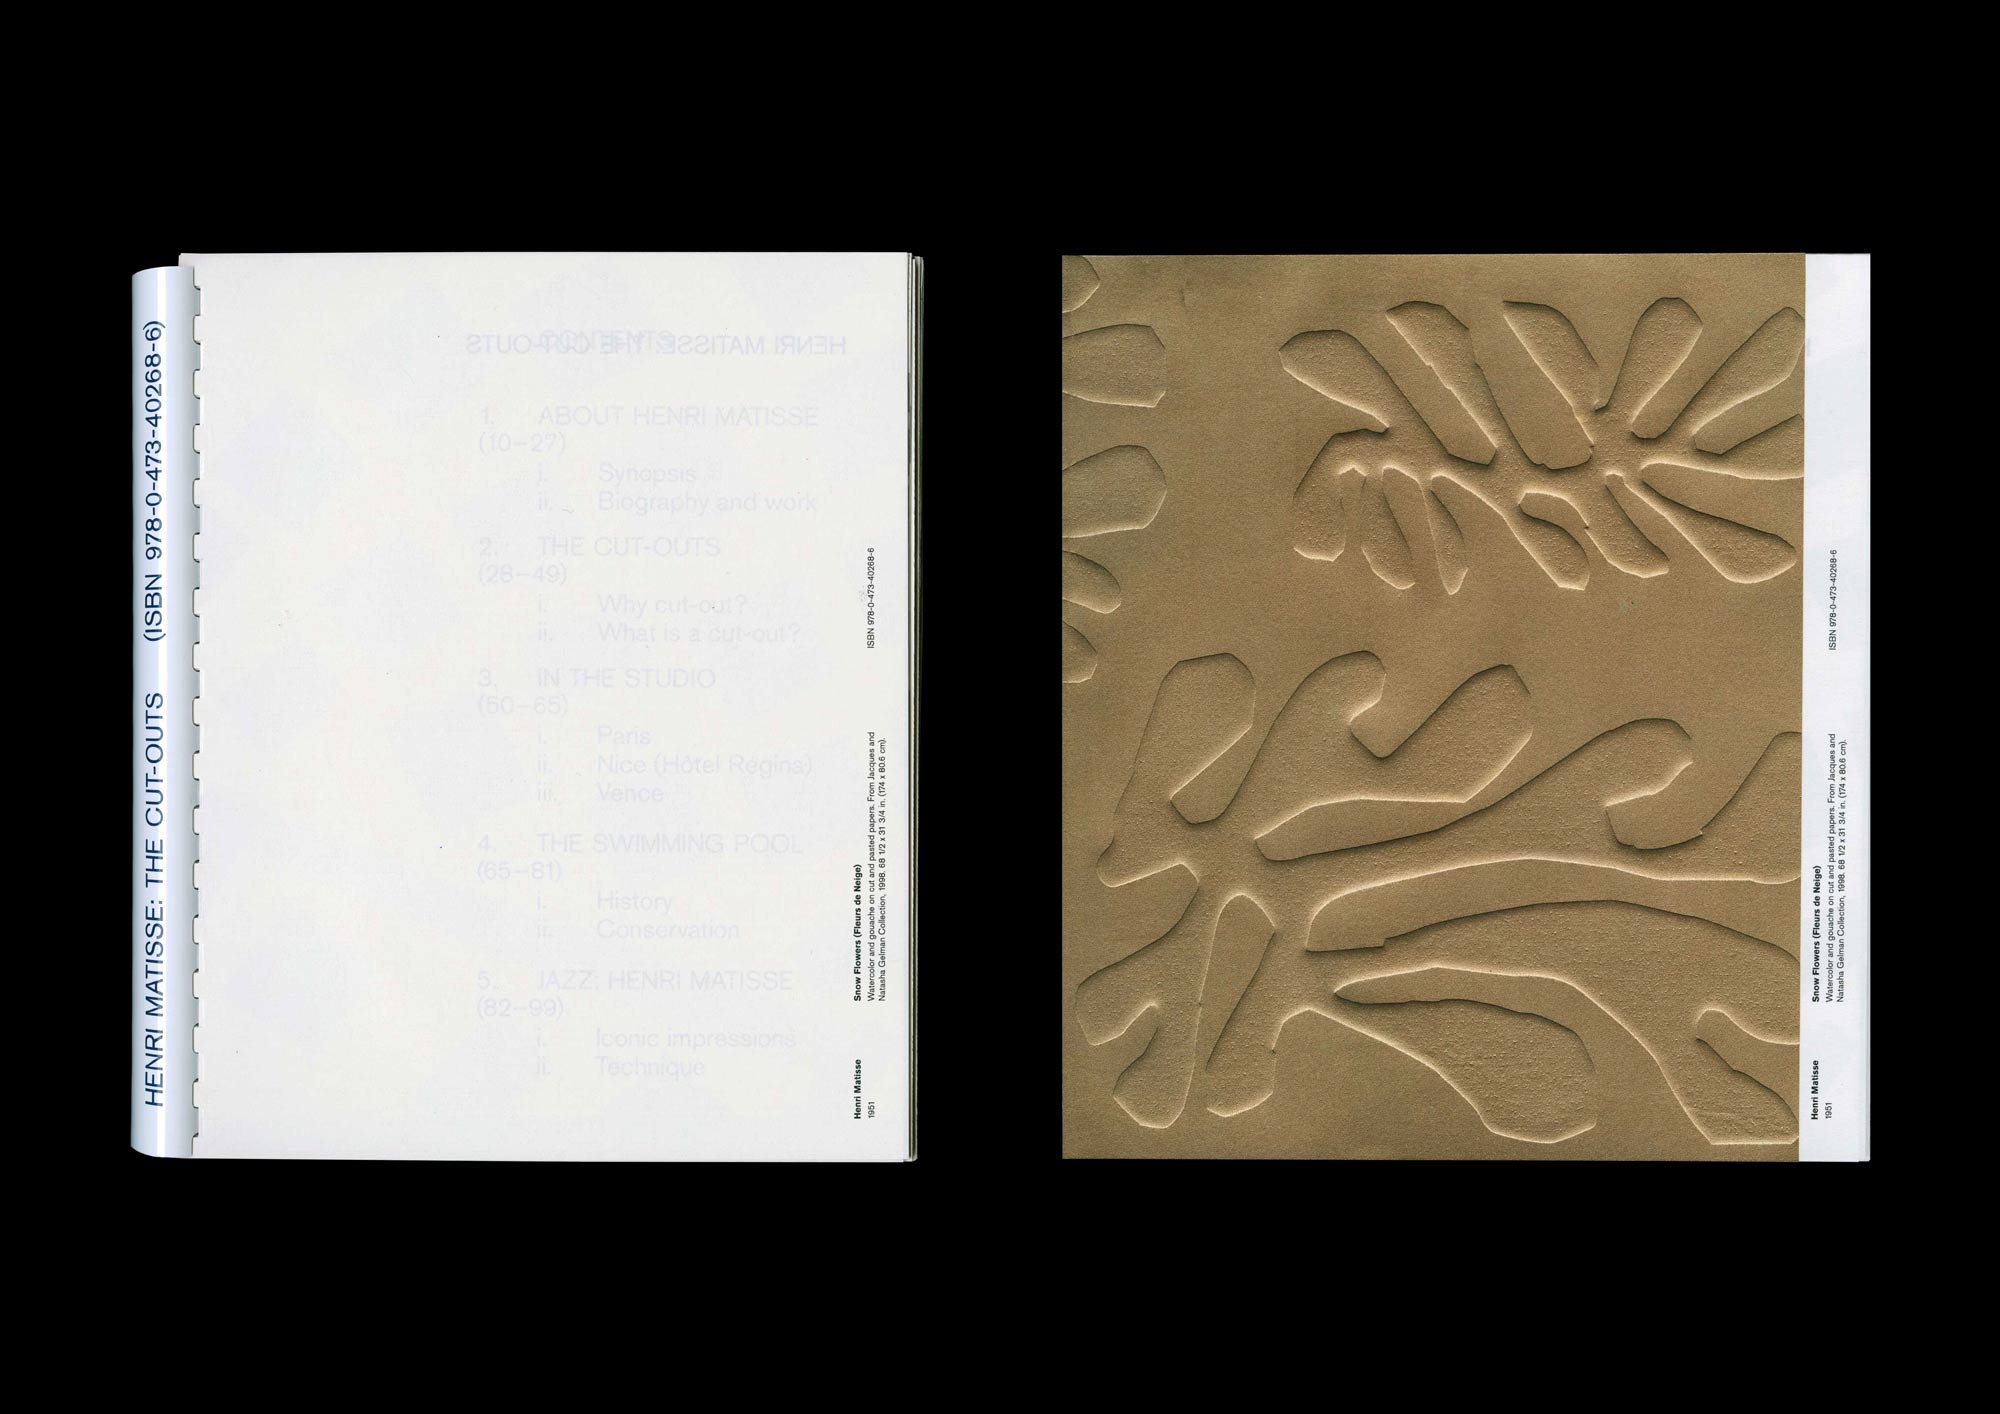 HENRI MATISSE: THE CUT-OUTS (ISBN 978-0-473-40268-6)
CONTENTS
HENRI MATISSE: THE CUT-OUTS
1. ABOUT HENRI MATISSE
(10–27)
i. Synopsis
ii. Biography and work
2. THE CUT-OUTS
(28–49)
i. Why cut-out?
ii. What is a cut-out?
3. IN THE STUDIO
(50–65)
i. Paris
ii. Nice (Hôtel Régina)
iii. Vence
4. THE SWIMMING POOL
(65–81)
i. History
ii. Conservation
5. JAZZ: HENRI MATISSE
(82–99)
i. Iconic impressions
ii. Technique
Henri Matisse
1951
Snow Flowers (Fleurs de Neige)
Watercolor and gouache on cut and pasted papers. From Jacques and
Natasha Gelman Collection, 1998. 68 1/2 x 31 3/4 in. (174 x 80.6 cm).
ISBN 978-0-473-40268-6
Henri Matisse
1951
Snow Flowers (Fleurs de Neige)
Watercolor and gouache on cut and pasted papers. From Jacques and
Natasha Gelman Collection, 1998. 68 1/2 x 31 3/4 in. (174 x 80.6 cm).
ISBN 978-0-473-40268-6